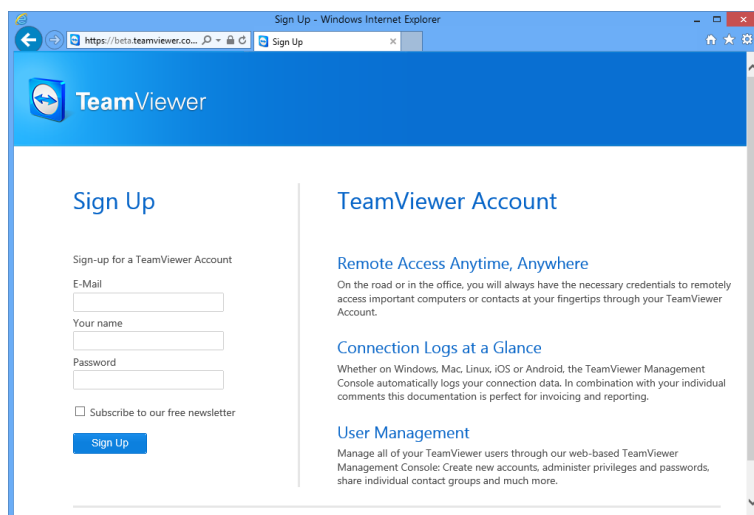 Sign Up - Windows Internet Explorer
https://beta.teamviewer.co...
Sign Up
TeamViewer
Sign Up
Sign-up for a TeamViewer Account
E-Mail
Your name
Password
Subscribe to our free newsletter
Sign Up
TeamViewer Account
Remote Access Anytime, Anywhere
On the road or in the office, you will always have the necessary credentials to remotely
access important computers or contacts at your fingertips through your TeamViewer
Account.
Connection Logs at a Glance
Whether on Windows, Mac, Linux, iOS or Android, the TeamViewer Management
Console automatically logs your connection data. In combination with your individual
comments this documentation is perfect for invoicing and reporting.
User Management
Manage all of your TeamViewer users through our web-based TeamViewer
Management Console: Create new accounts, administer privileges and passwords,
share individual contact groups and much more.